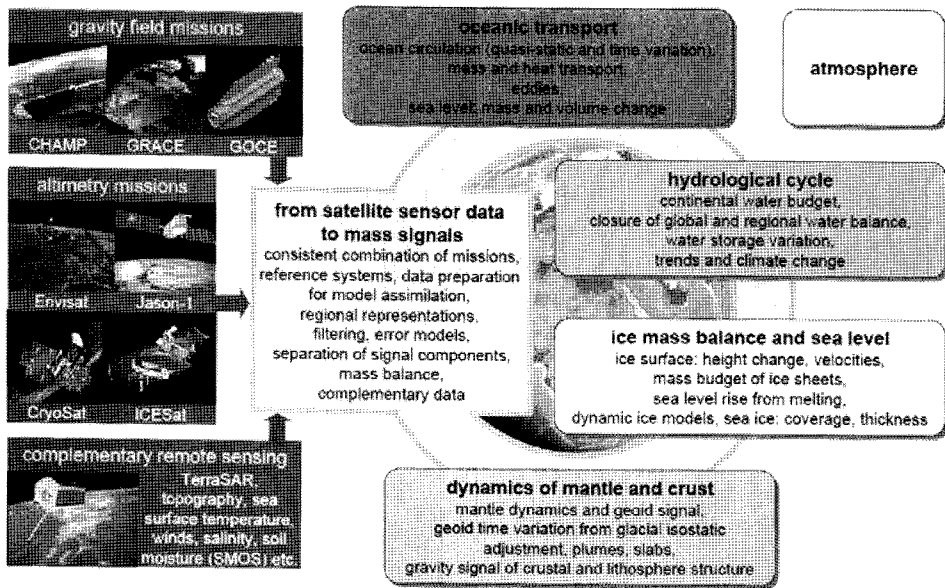 gravity field missions
CHAMP GRACE GOCE
altimetry missions
Envisat Jason-1
CryoSat ICESat
complementary remote sensing
TerraSAR,
topography, sea
surface temperature,
winds, salinity, soil
moisture (SMOS) etc.
from satellite sensor data
to mass signals
consistent combination of missions,
reference systems, data preparation
for model assimilation,
regional representations,
filtering, error models,
separation of signal components,
mass balance,
complementary data
oceanic transport
ocean circulation (quasi-static and time variation),
mass and heat transport,
eddies,
sea level: mass and volume change
atmosphere
hydrological cycle
continental water budget,
closure of global and regional water balance,
water storage variation,
trends and climate change
ice mass balance and sea level
ice surface: height change, velocities,
mass budget of ice sheets,
sea level rise from melting,
dynamic ice models, sea ice: coverage, thickness
dynamics of mantle and crust
mantle dynamics and geoid signal,
geoid time variation from glacial isostatic
adjustment, plumes, slabs,
gravity signal of crustal and lithosphere structure